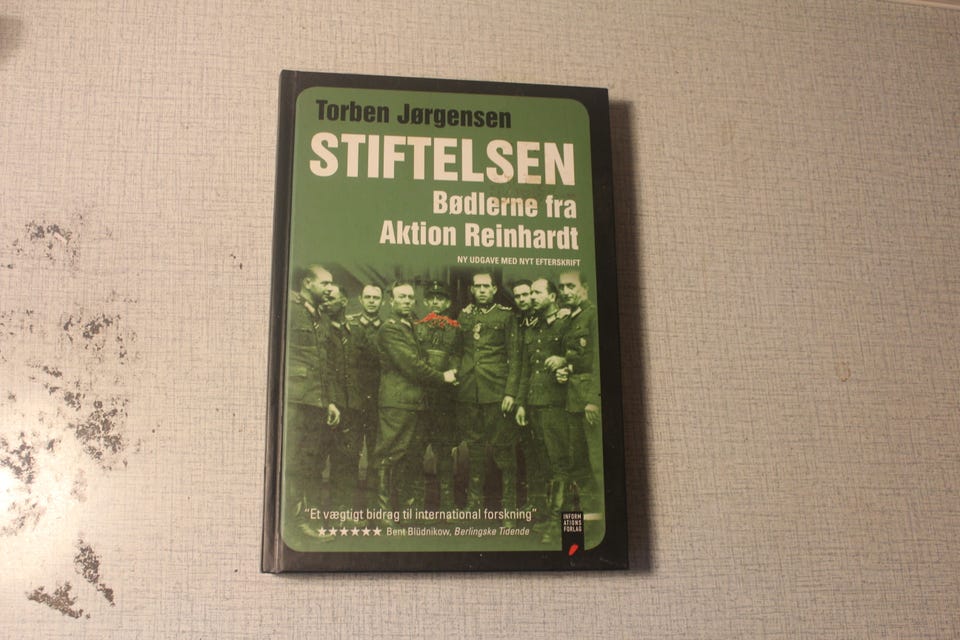 Torben Jørgensen
STIFTELSEN
Bødlerne fra
Aktion Reinhardt
NY UDGAVE MED NYT EFTERSKRIFT
"Et vægtigt bidrag til international forskning"
★★★★★★ Bent Blüdnikow, Berlingske Tidende
INFORM
ATIONS
FORLAG